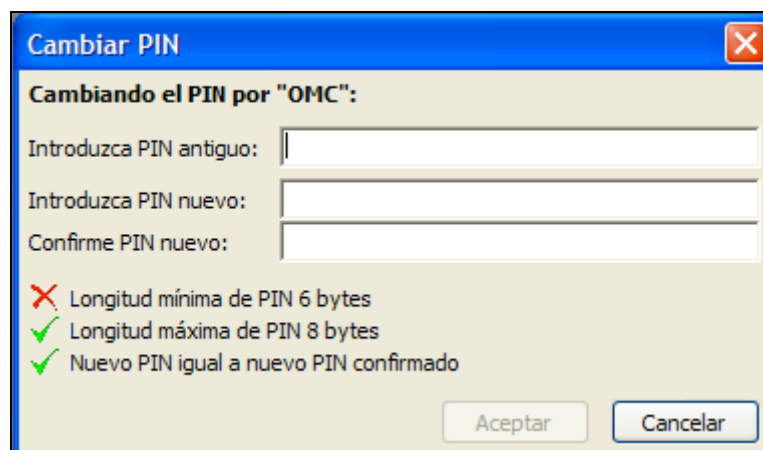 Cambiar PIN
Cambiando el PIN por "OMC":
Introduzca PIN antiguo:
Introduzca PIN nuevo:
Confirme PIN nuevo:
Longitud mínima de PIN 6 bytes
Longitud máxima de PIN 8 bytes
Nuevo PIN igual a nuevo PIN confirmado
Aceptar Cancelar